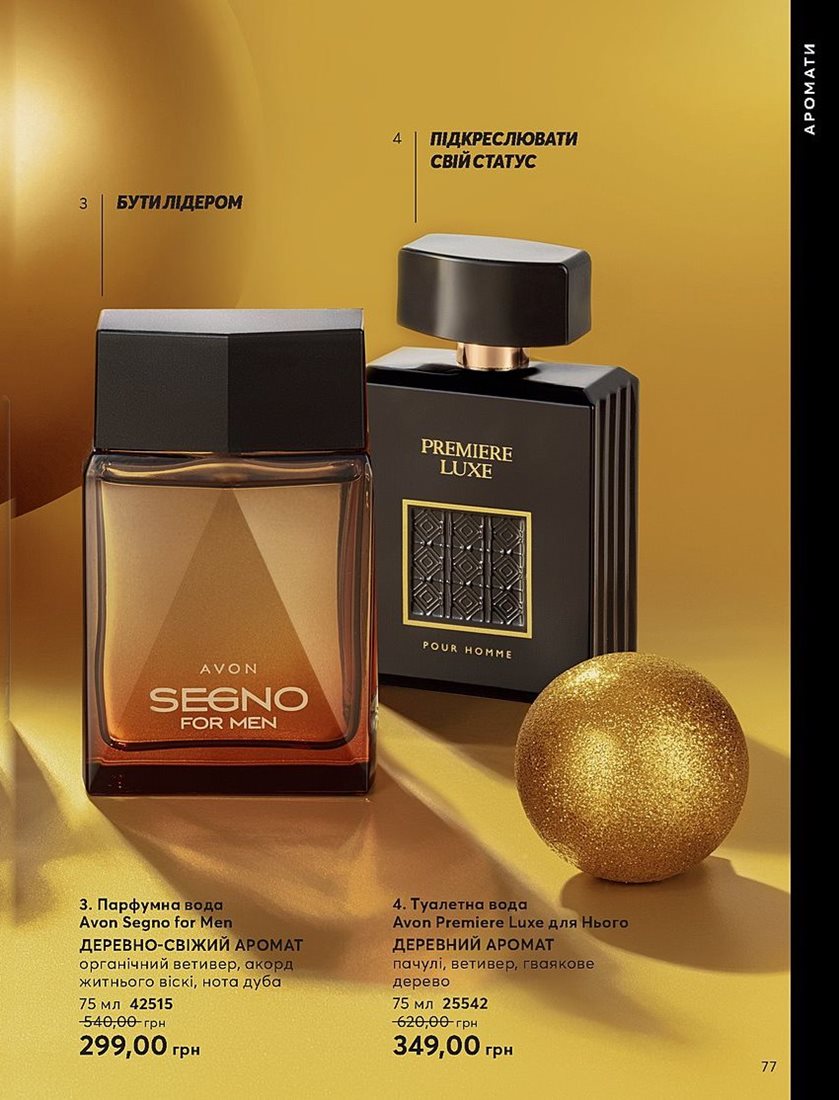 АРОМАТИ
4 ПІДКРЕСЛЮВАТИ
СВІЙ СТАТУС
3 БУТИ ЛІДЕРОМ
PREMIERE
LUXE
POUR HOMME
AVON
SEGNO
FOR MEN
3. Парфумна вода
Avon Segno for Men
ДЕРЕВНО-СВІЖИЙ АРОМАТ
органічний ветивер, акорд
житнього віскі, нота дуба
75 мл 42515
540,00 грн
299,00 грн
4. Туалетна вода
Avon Premiere Luxe для Нього
ДЕРЕВНИЙ АРОМАТ
пачулі, ветивер, гваякове
дерево
75 мл 25542
620,00 грн
349,00 грн
77